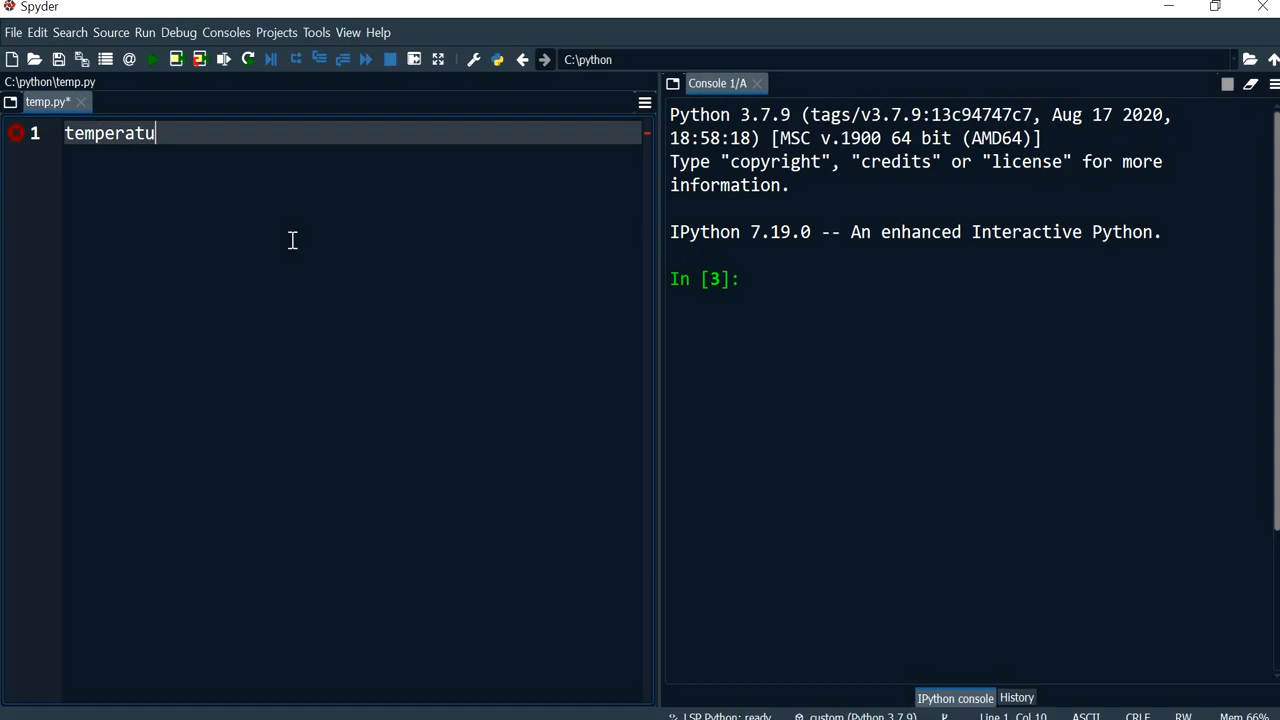 Spyder
File Edit Search Source Run Debug Consoles Projects Tools View Help
C:\python
C:\python\temp.py
temp.py*
1 temperatu
Console 1/A
Python 3.7.9 (tags/v3.7.9:13c94747c7, Aug 17 2020,
18:58:18) [MSC v.1900 64 bit (AMD64)]
Type "copyright", "credits" or "license" for more
information.
IPython 7.19.0 -- An enhanced Interactive Python.
In [3]:
IPython console History
LSP Python: ready custom (Python 3.7.9) Line 1, Col 10 ASCII CRLF RW Mem 66%